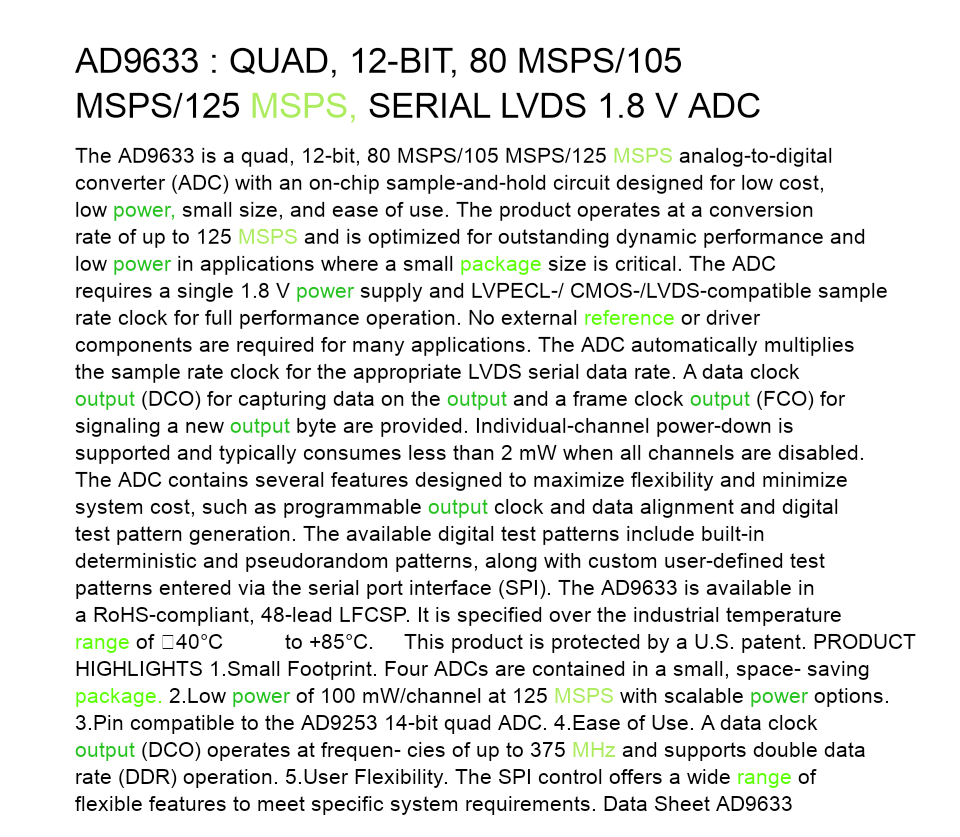 AD9633 : QUAD, 12-BIT, 80 MSPS/105
MSPS/125 MSPS, SERIAL LVDS 1.8 V ADC
The AD9633 is a quad, 12-bit, 80 MSPS/105 MSPS/125 MSPS analog-to-digital
converter (ADC) with an on-chip sample-and-hold circuit designed for low cost,
low power, small size, and ease of use. The product operates at a conversion
rate of up to 125 MSPS and is optimized for outstanding dynamic performance and
low power in applications where a small package size is critical. The ADC
requires a single 1.8 V power supply and LVPECL-/ CMOS-/LVDS-compatible sample
rate clock for full performance operation. No external reference or driver
components are required for many applications. The ADC automatically multiplies
the sample rate clock for the appropriate LVDS serial data rate. A data clock
output (DCO) for capturing data on the output and a frame clock output (FCO) for
signaling a new output byte are provided. Individual-channel power-down is
supported and typically consumes less than 2 mW when all channels are disabled.
The ADC contains several features designed to maximize flexibility and minimize
system cost, such as programmable output clock and data alignment and digital
test pattern generation. The available digital test patterns include built-in
deterministic and pseudorandom patterns, along with custom user-defined test
patterns entered via the serial port interface (SPI). The AD9633 is available in
a RoHS-compliant, 48-lead LFCSP. It is specified over the industrial temperature
range of □40°C to +85°C. This product is protected by a U.S. patent. PRODUCT
HIGHLIGHTS 1.Small Footprint. Four ADCs are contained in a small, space- saving
package. 2.Low power of 100 mW/channel at 125 MSPS with scalable power options.
3.Pin compatible to the AD9253 14-bit quad ADC. 4.Ease of Use. A data clock
output (DCO) operates at frequen- cies of up to 375 MHz and supports double data
rate (DDR) operation. 5.User Flexibility. The SPI control offers a wide range of
flexible features to meet specific system requirements. Data Sheet AD9633